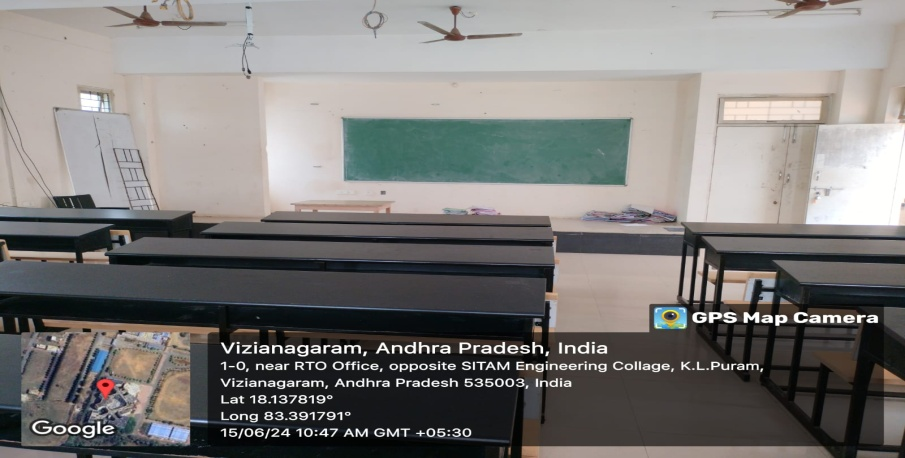 GPS Map Camera
Vizianagaram, Andhra Pradesh, India
1-0, near RTO Office, opposite SITAM Engineering Collage, K.L.Puram,
Vizianagaram, Andhra Pradesh 535003, India
Lat 18.137819°
Long 83.391791°
15/06/24 10:47 AM GMT +05:30
Google